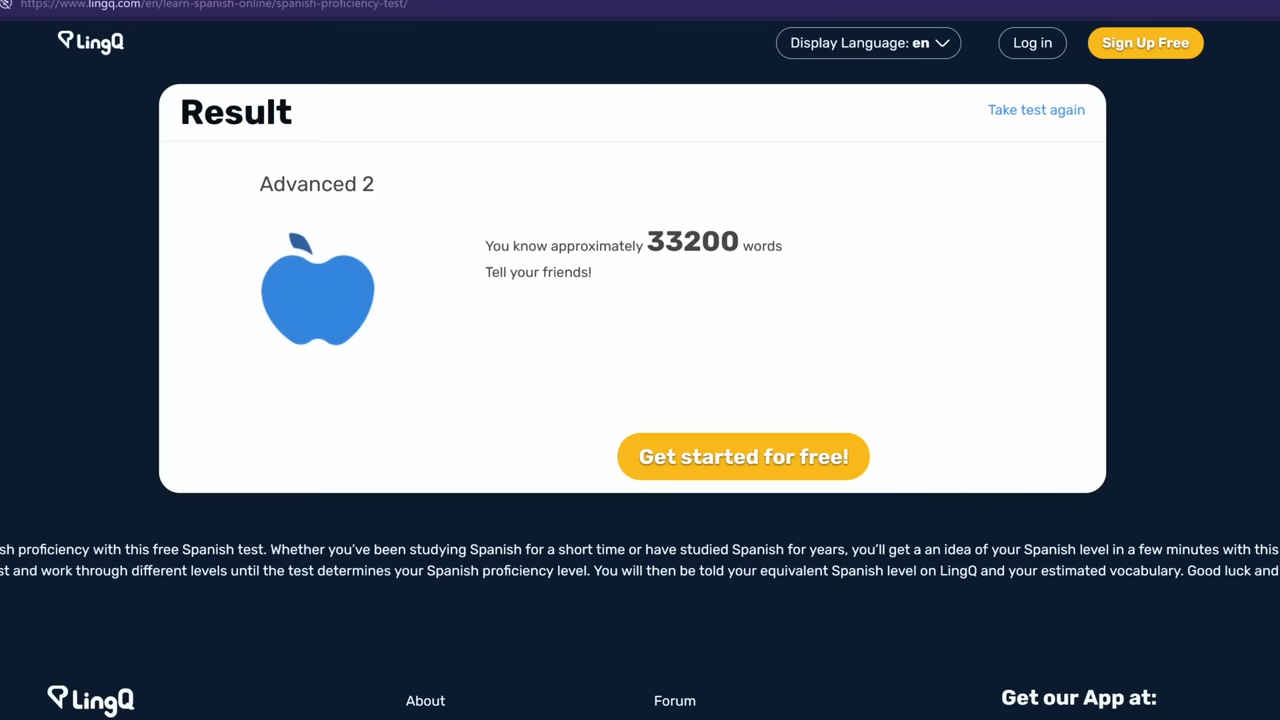 https://www.lingq.com/en/learn-spanish-online/spanish-proficiency-test/
LingQ
Display Language: en
Log in
Sign Up Free
Result
Take test again
Advanced 2
You know approximately 33200 words
Tell your friends!
Get started for free!
sh proficiency with this free Spanish test. Whether you've been studying Spanish for a short time or have studied Spanish for years, you'll get a an idea of your Spanish level in a few minutes with this
st and work through different levels until the test determines your Spanish proficiency level. You will then be told your equivalent Spanish level on LingQ and your estimated vocabulary. Good luck and
LingQ
About
Forum
Get our App at: